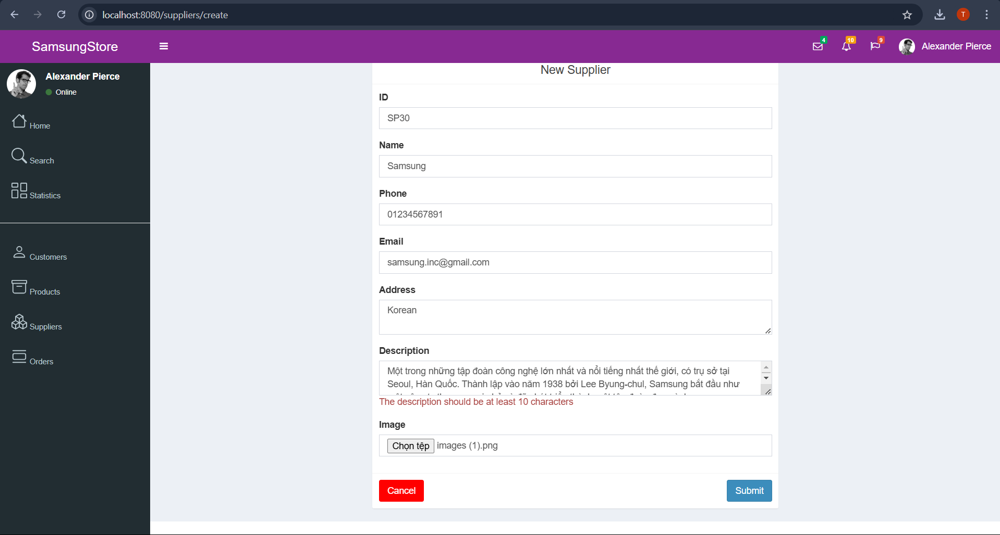 localhost:8080/suppliers/create
T
SamsungStore
4
10
9
Alexander Pierce
Alexander Pierce
Online
Home
Search
Statistics
Customers
Products
Suppliers
Orders
New Supplier
ID
SP30
Name
Samsung
Phone
01234567891
Email
samsung.inc@gmail.com
Address
Korean
Description
Một trong những tập đoàn công nghệ lớn nhất và nổi tiếng nhất thế giới, có trụ sở tại
Seoul, Hàn Quốc. Thành lập vào năm 1938 bởi Lee Byung-chul, Samsung bắt đầu như
The description should be at least 10 characters
Image
Chọn tệp images (1).png
Cancel
Submit